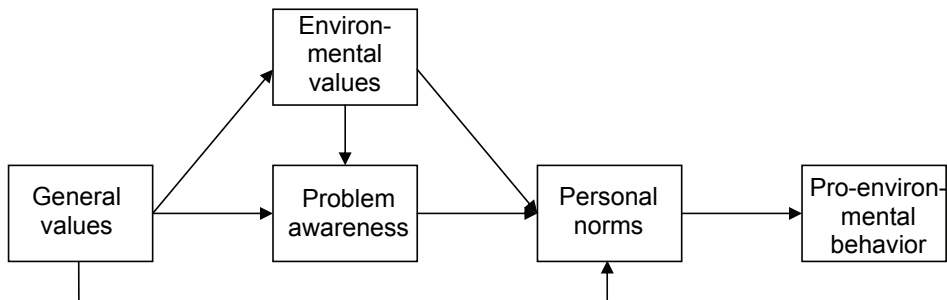 Environ-
mental
values
General
values
Problem
awareness
Personal
norms
Pro-environ-
mental
behavior